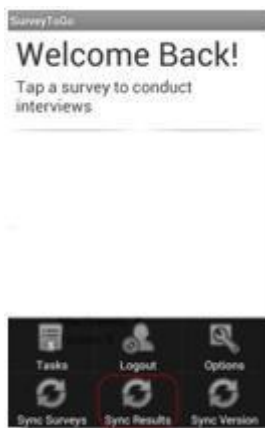 SurveyToGo
Welcome Back!
Tap a survey to conduct
interviews
Tasks Logout Options
Sync Surveys Sync Results Sync Version